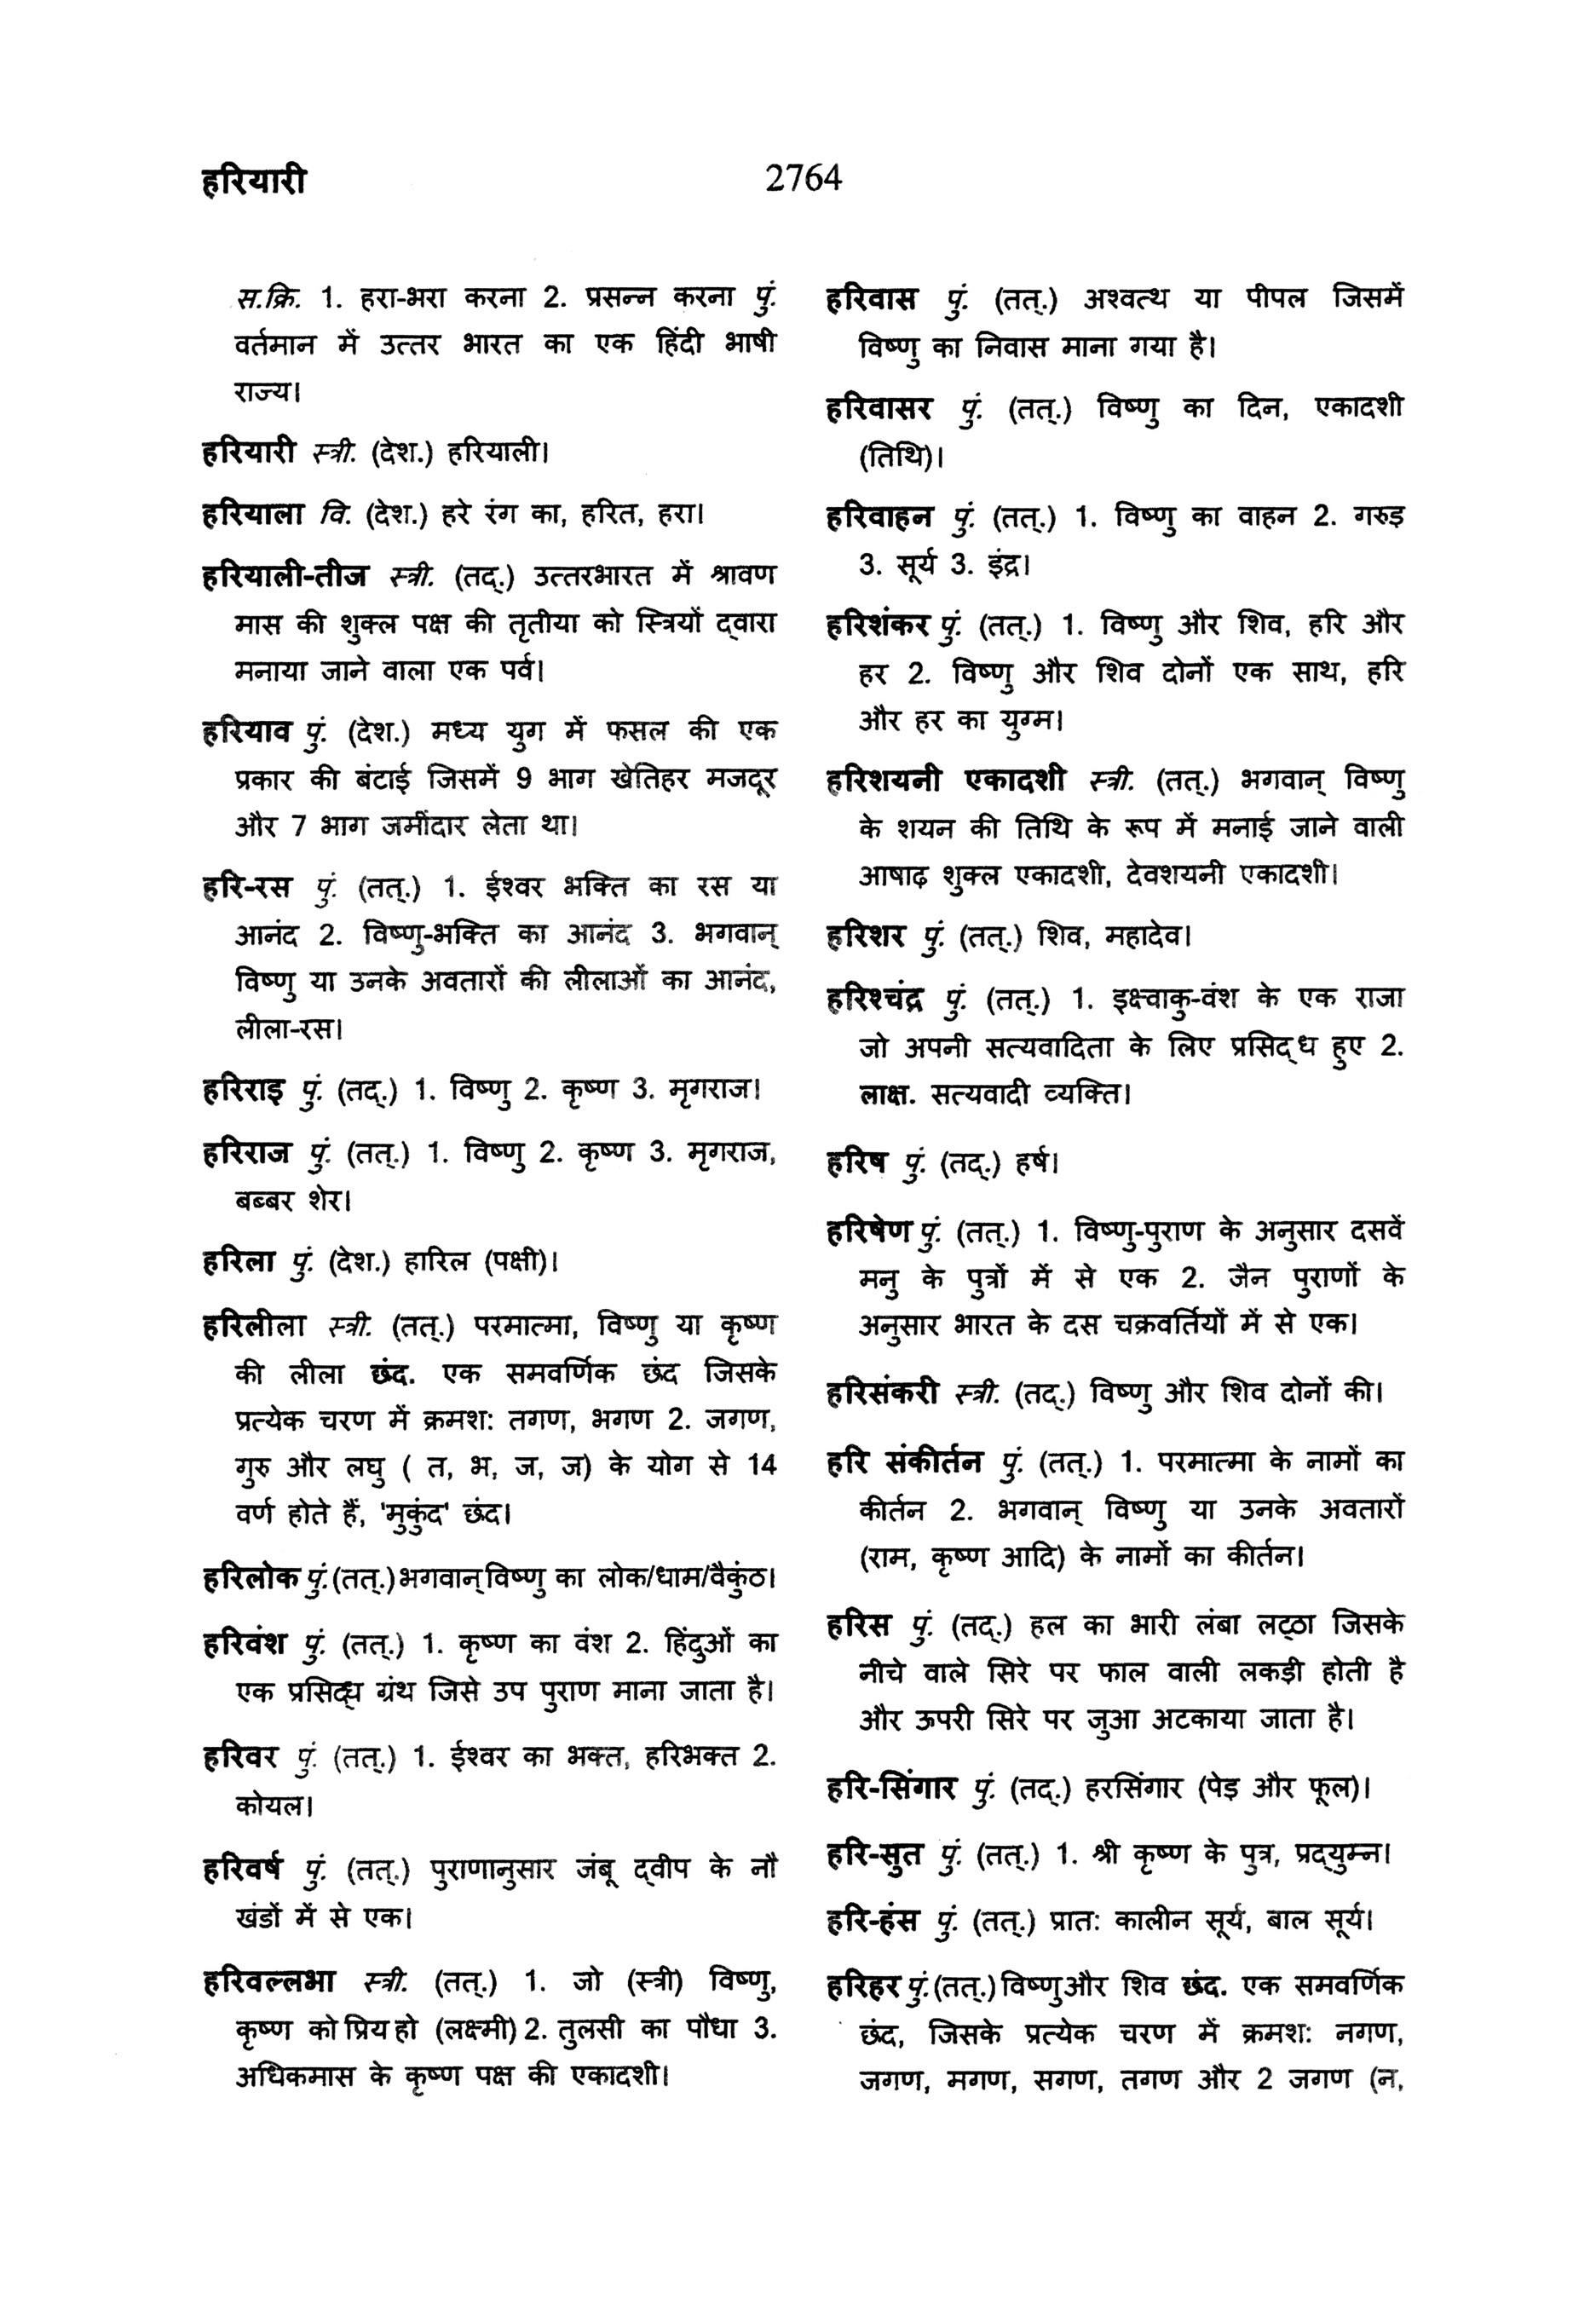 हरियारी
2764
स.क्रि. 1. हरा-भरा करना 2. प्रसन्न करना पुं.
वर्तमान में उत्तर भारत का एक हिंदी भाषी
राज्य।
हरियारी स्त्री. (देश.) हरियाली।
हरियाला वि. (देश.) हरे रंग का, हरित, हरा।
हरियाली-तीज स्त्री. (तद्.) उत्तरभारत में श्रावण
मास की शुक्ल पक्ष की तृतीया को स्त्रियों द्वारा
मनाया जाने वाला एक पर्व।
हरियाव पुं. (देश.) मध्य युग में फसल की एक
प्रकार की बंटाई जिसमें 9 भाग खेतिहर मजदूर
और 7 भाग जमींदार लेता था।
हरि-रस पुं. (तत्.) 1. ईश्वर भक्ति का रस या
आनंद 2. विष्णु-भक्ति का आनंद 3. भगवान्
विष्णु या उनके अवतारों की लीलाओं का आनंद,
लीला-रस।
हरिराइ पुं. (तद्.) 1. विष्णु 2. कृष्ण 3. मृगराज।
हरिराज पुं. (तत्.) 1. विष्णु 2. कृष्ण 3. मृगराज,
बब्बर शेर।
हरिला पुं. (देश.) हारिल (पक्षी)।
हरिलीला स्त्री. (तत्.) परमात्मा, विष्णु या कृष्ण
की लीला छंद. एक समवर्णिक छंद जिसके
प्रत्येक चरण में क्रमश: तगण, भगण 2. जगण,
गुरु और लघु ( त, भ, ज, ज) के योग से 14
वर्ण होते हैं, 'मुकुंद' छंद।
हरिलोक पुं.(तत्.)भगवान् विष्णु का लोक/धाम/वैकुंठ।
हरिवंश पुं. (तत्.) 1. कृष्ण का वंश 2. हिंदुओं का
एक प्रसिद्ध ग्रंथ जिसे उप पुराण माना जाता है।
हरिवर पुं. (तत्.) 1. ईश्वर का भक्त, हरिभक्त 2.
कोयल।
हरिवर्ष पुं. (तत्.) पुराणानुसार जंबू द्वीप के नौ
खंडों में से एक।
हरिवल्लभा स्त्री. (तत्.) 1. जो (स्त्री) विष्णु,
कृष्ण को प्रिय हो (लक्ष्मी) 2. तुलसी का पौधा 3.
अधिकमास के कृष्ण पक्ष की एकादशी।
हरिवास पुं. (तत्.) अश्वत्थ या पीपल जिसमें
विष्णु का निवास माना गया है।
हरिवासर पुं. (तत्.) विष्णु का दिन, एकादशी
(तिथि)।
हरिवाहन पुं. (तत्.) 1. विष्णु का वाहन 2. गरुड़
3. सूर्य 3. इंद्र।
हरिशंकर पुं. (तत्.) 1. विष्णु और शिव, हरि और
हर 2. विष्णु और शिव दोनों एक साथ, हरि
और हर का युग्म।
हरिशयनी एकादशी स्त्री. (तत्.) भगवान् विष्णु
के शयन की तिथि के रूप में मनाई जाने वाली
आषाढ़ शुक्ल एकादशी, देवशयनी एकादशी।
हरिशर पुं. (तत्.) शिव, महादेव।
हरिश्चंद्र पुं. (तत्.) 1. इक्ष्वाकु-वंश के एक राजा
जो अपनी सत्यवादिता के लिए प्रसिद्ध हुए 2.
लाक्ष. सत्यवादी व्यक्ति।
हरिष पुं. (तद्.) हर्ष।
हरिषेण पुं. (तत्.) 1. विष्णु-पुराण के अनुसार दसवें
मनु के पुत्रों में से एक 2. जैन पुराणों के
अनुसार भारत के दस चक्रवर्तियों में से एक।
हरिसंकरी स्त्री. (तद्.) विष्णु और शिव दोनों की।
हरि संकीर्तन पुं. (तत्.) 1. परमात्मा के नामों का
कीर्तन 2. भगवान् विष्णु या उनके अवतारों
(राम, कृष्ण आदि) के नामों का कीर्तन।
हरिस पुं. (तद्.) हल का भारी लंबा लट्ठा जिसके
नीचे वाले सिरे पर फाल वाली लकड़ी होती है
और ऊपरी सिरे पर जुआ अटकाया जाता है।
हरि-सिंगार पुं. (तद्.) हरसिंगार (पेड़ और फूल)।
हरि-सुत पुं. (तत्.) 1. श्री कृष्ण के पुत्र, प्रद्युम्न।
हरि-हंस पुं. (तत्.) प्रात: कालीन सूर्य, बाल सूर्य।
हरिहर पुं.(तत्.) विष्णु और शिव छंद. एक समवर्णिक
छंद, जिसके प्रत्येक चरण में क्रमश: नगण,
जगण, मगण, सगण, तगण और 2 जगण (न,